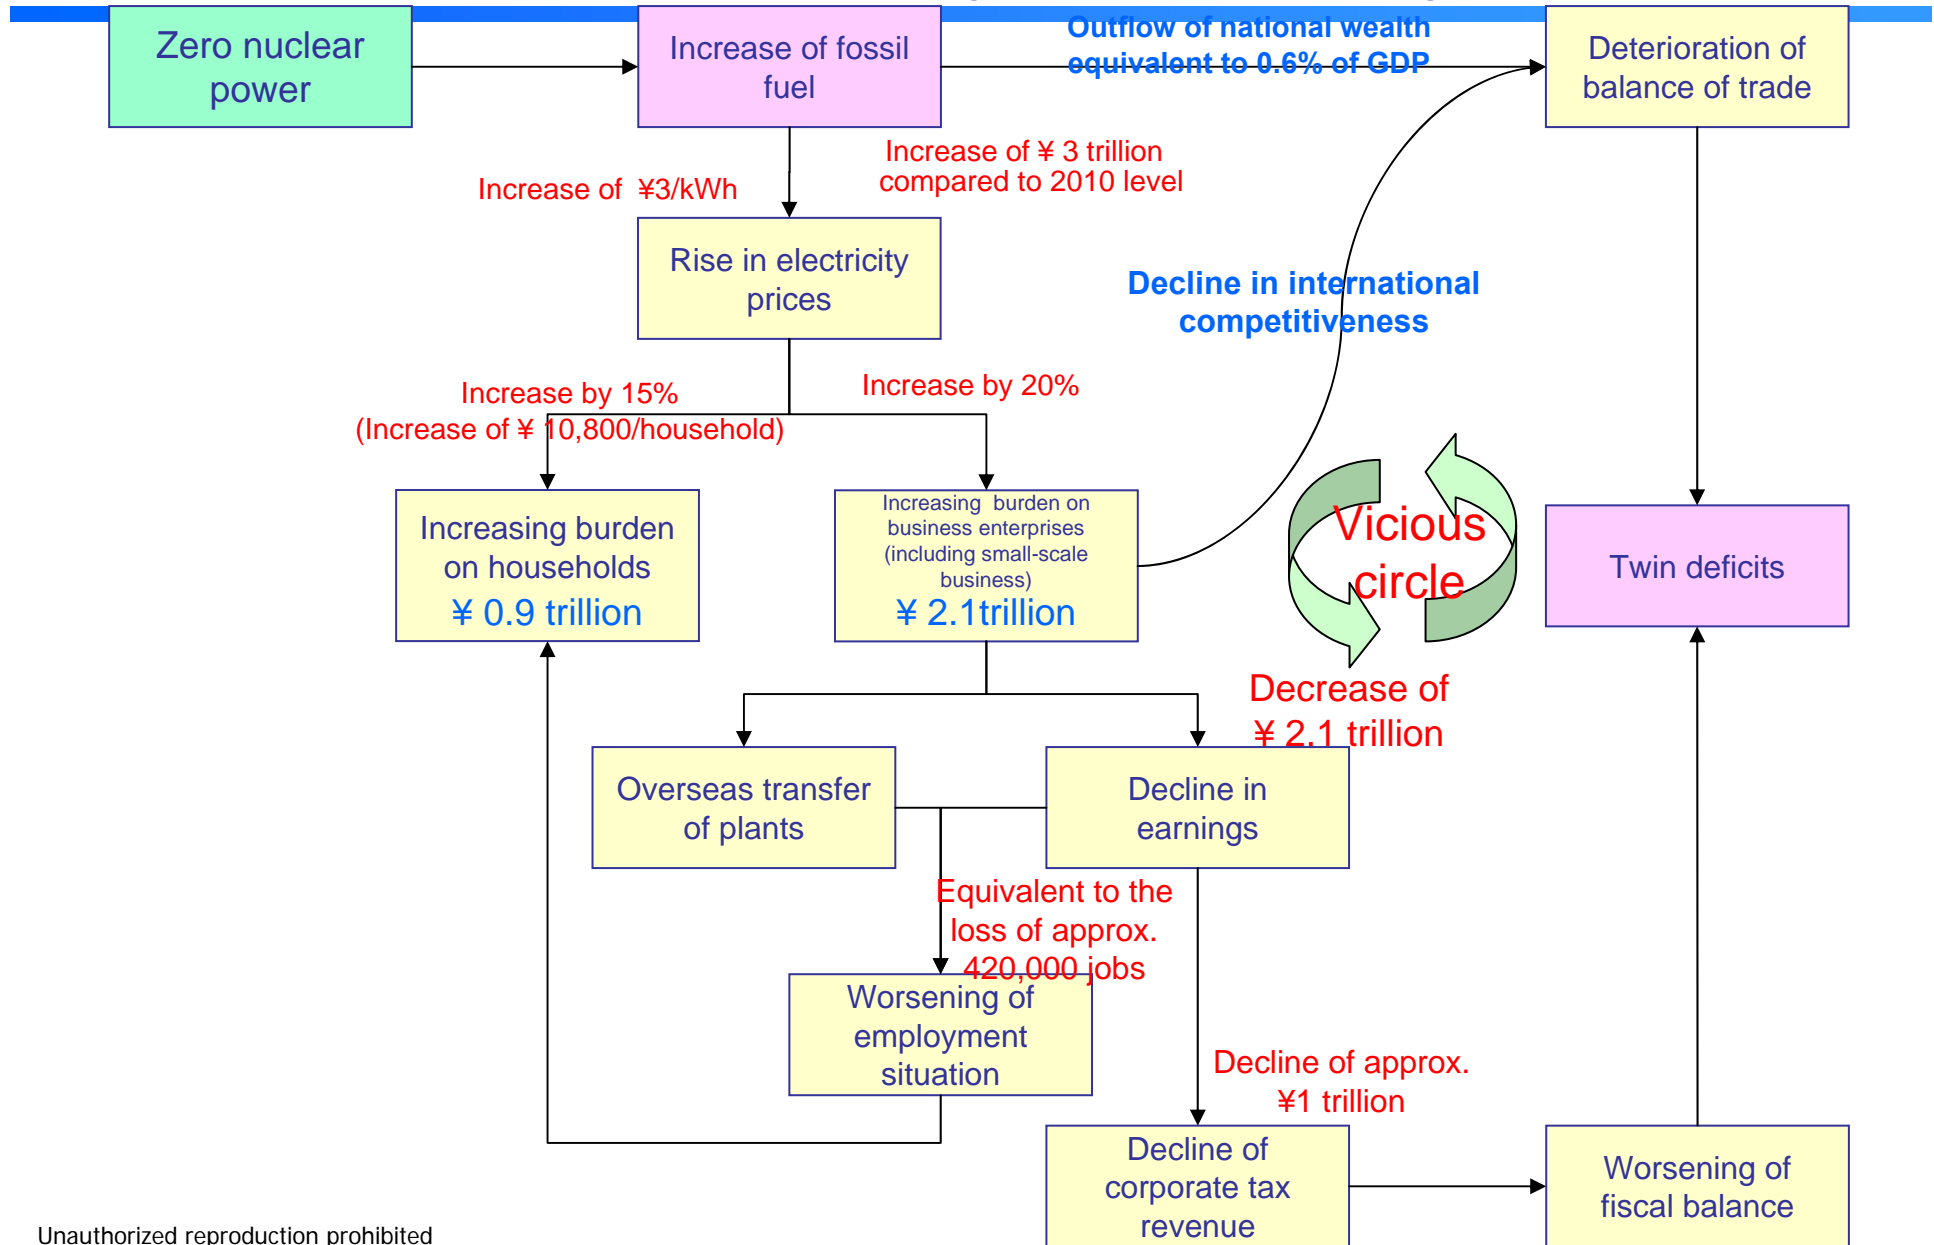 Zero nuclear
power
Increase of fossil
fuel
Outflow of national wealth
equivalent to 0.6% of GDP
Deterioration of
balance of trade
Increase of ¥ 3 trillion
compared to 2010 level
Increase of  ¥3/kWh
Rise in electricity
prices
Decline in international
competitiveness
Increase by 15%
(Increase of ¥ 10,800/household)
Increase by 20%
Increasing burden
on households
¥ 0.9 trillion
Increasing  burden on
business enterprises
(including small-scale
business)
¥ 2.1trillion
Vicious
circle
Twin deficits
Decrease of
¥ 2.1 trillion
Overseas transfer
of plants
Decline in
earnings
Equivalent to the
loss of approx.
420,000 jobs
Worsening of
employment
situation
Decline of approx.
¥1 trillion
Decline of
corporate tax
revenue
Worsening of
fiscal balance
Unauthorized reproduction prohibited